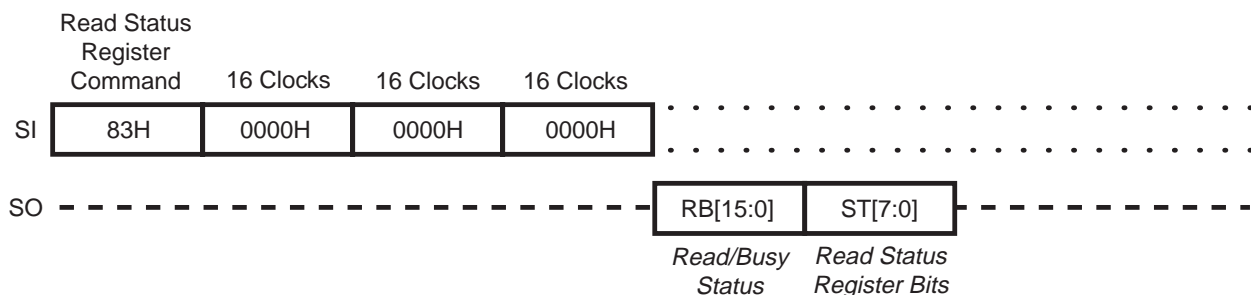 Read Status
Register
Command 16 Clocks 16 Clocks 16 Clocks
SI 83H 0000H 0000H 0000H
SO RB[15:0] ST[7:0]
Read/Busy Read Status
Status Register Bits